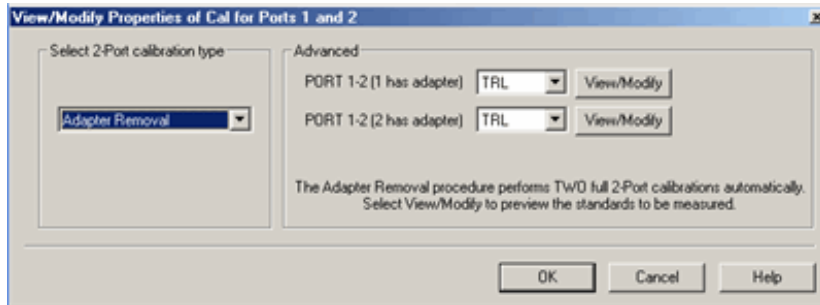 View/Modify Properties of Cal for Ports 1 and 2
Select 2-Port calibration type
Adapter Removal
Advanced
PORT 1-2 (1 has adapter) TRL View/Modify
PORT 1-2 (2 has adapter) TRL View/Modify
The Adapter Removal procedure performs TWO full 2-Port calibrations automatically.
Select View/Modify to preview the standards to be measured.
OK Cancel Help